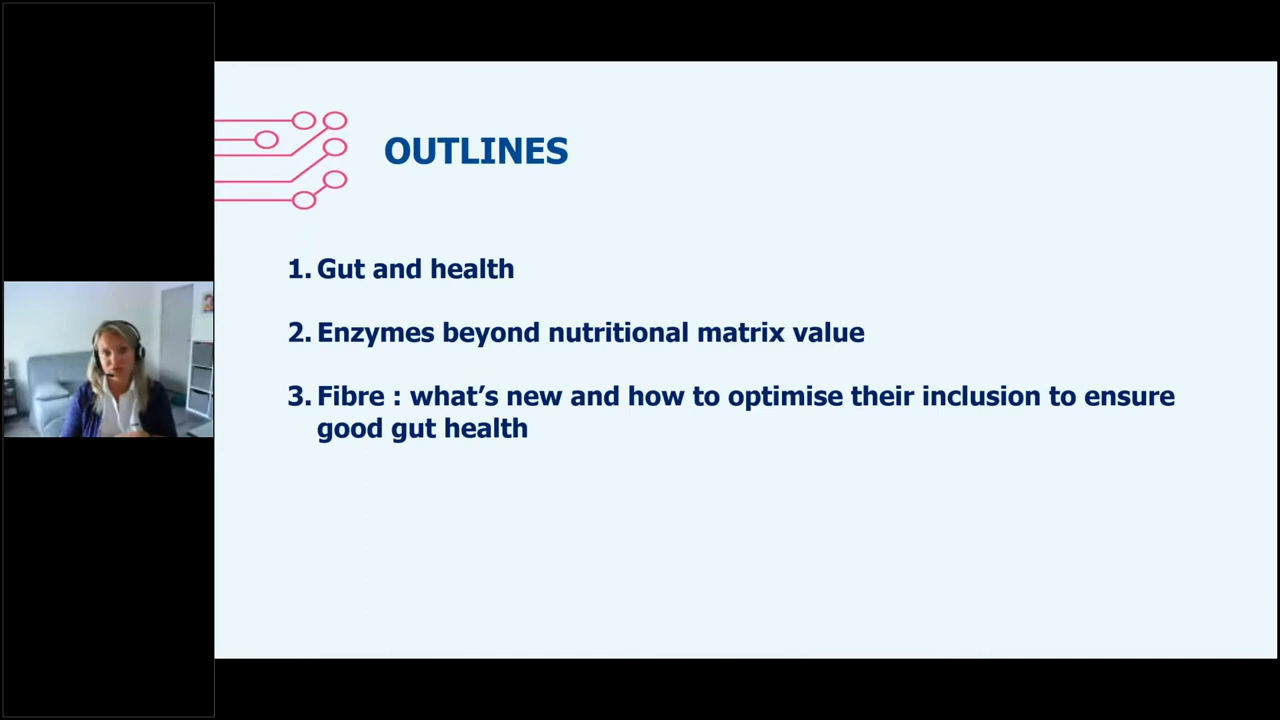 OUTLINES
1. Gut and health
2. Enzymes beyond nutritional matrix value
3. Fibre : what's new and how to optimise their inclusion to ensure
good gut health